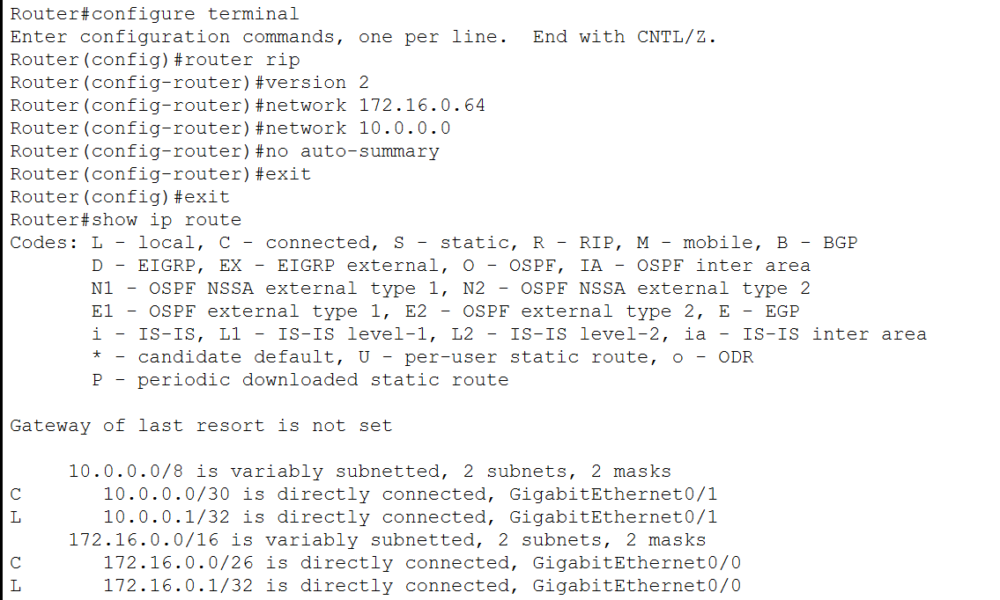 Router#configure terminal
Enter configuration commands, one per line.  End with CNTL/Z.
Router(config)#router rip
Router(config-router)#version 2
Router(config-router)#network 172.16.0.64
Router(config-router)#network 10.0.0.0
Router(config-router)#no auto-summary
Router(config-router)#exit
Router(config)#exit
Router#show ip route
Codes: L - local, C - connected, S - static, R - RIP, M - mobile, B - BGP
       D - EIGRP, EX - EIGRP external, O - OSPF, IA - OSPF inter area
       N1 - OSPF NSSA external type 1, N2 - OSPF NSSA external type 2
       E1 - OSPF external type 1, E2 - OSPF external type 2, E - EGP
       i - IS-IS, L1 - IS-IS level-1, L2 - IS-IS level-2, ia - IS-IS inter area
       * - candidate default, U - per-user static route, o - ODR
       P - periodic downloaded static route

Gateway of last resort is not set

     10.0.0.0/8 is variably subnetted, 2 subnets, 2 masks
C       10.0.0.0/30 is directly connected, GigabitEthernet0/1
L       10.0.0.1/32 is directly connected, GigabitEthernet0/1
     172.16.0.0/16 is variably subnetted, 2 subnets, 2 masks
C       172.16.0.0/26 is directly connected, GigabitEthernet0/0
L       172.16.0.1/32 is directly connected, GigabitEthernet0/0